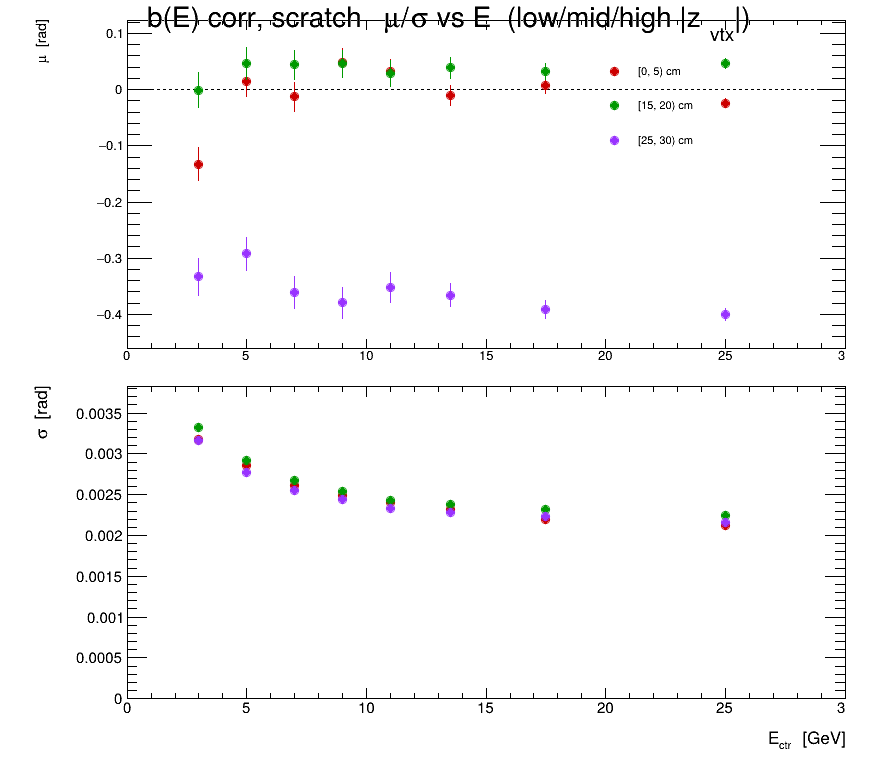 b(E) corr, scratch μ/σ vs E (low/mid/high |z vtx|)
μ [rad]
0.1
0
−0.1
−0.2
−0.3
−0.4
[0, 5) cm
[15, 20) cm
[25, 30) cm
0 5 10 15 20 25 3
σ [rad]
0.0035
0.003
0.0025
0.002
0.0015
0.001
0.0005
0
0 5 10 15 20 25 3
Ectr [GeV]